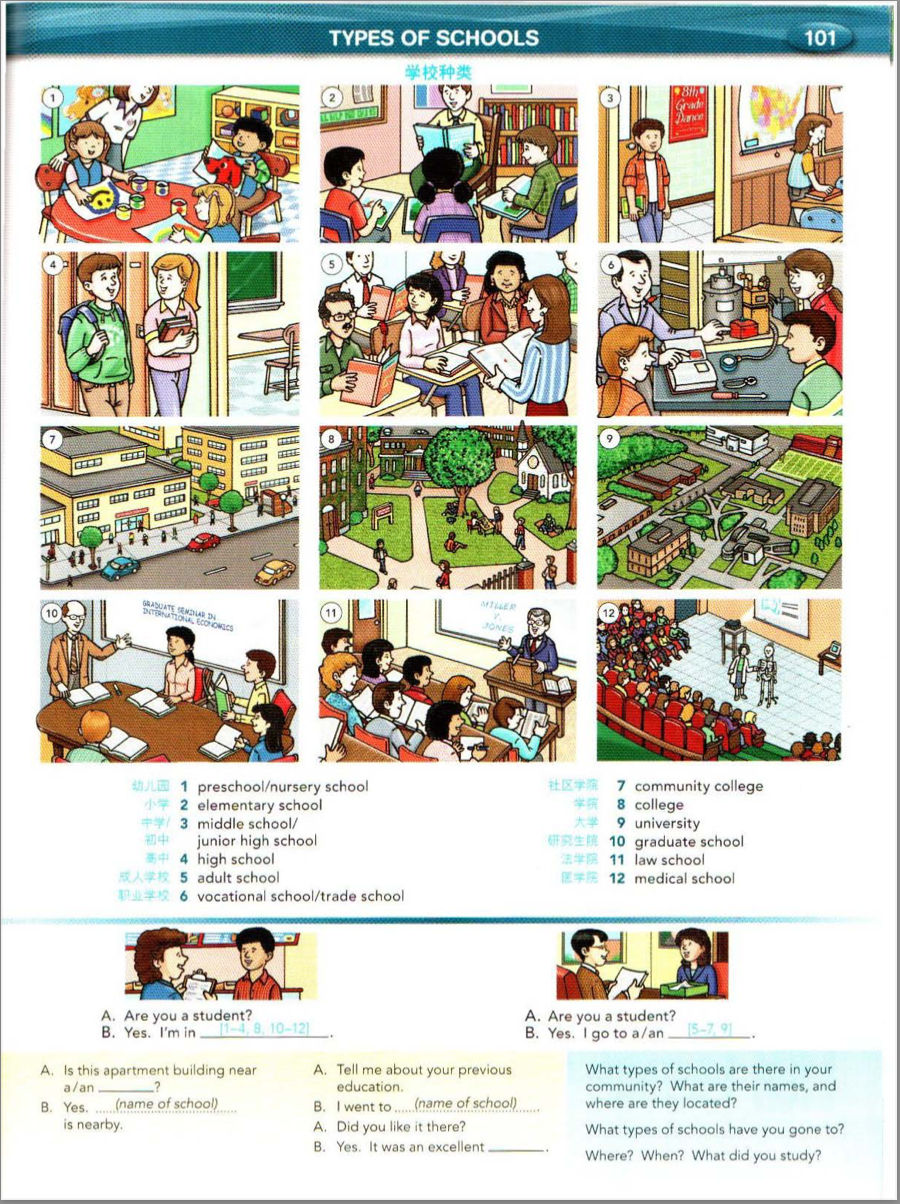 TYPES OF SCHOOLS
101
学校种类
1
2
3
8th
Grade
Dance
4
5
6
7
8
9
10
GRADUATE SEMINAR IN
INTERNATIONAL ECONOMICS
11
MILLER
V.
JONES
12
幼儿园 1 preschool/nursery school
小学 2 elementary school
中学/ 3 middle school/
初中 junior high school
高中 4 high school
成人学校 5 adult school
职业学校 6 vocational school/trade school
社区学院 7 community college
学院 8 college
大学 9 university
研究生院 10 graduate school
法学院 11 law school
医学院 12 medical school
A. Are you a student?
B. Yes. I'm in [1–4, 8, 10–12] .
A. Are you a student?
B. Yes. I go to a/an [5–7, 9] .
A. Is this apartment building near
a/an ________?
B. Yes. ....(name of school)....
is nearby.
A. Tell me about your previous
education.
B. I went to ....(name of school)....
A. Did you like it there?
B. Yes. It was an excellent ________.
What types of schools are there in your
community? What are their names, and
where are they located?
What types of schools have you gone to?
Where? When? What did you study?